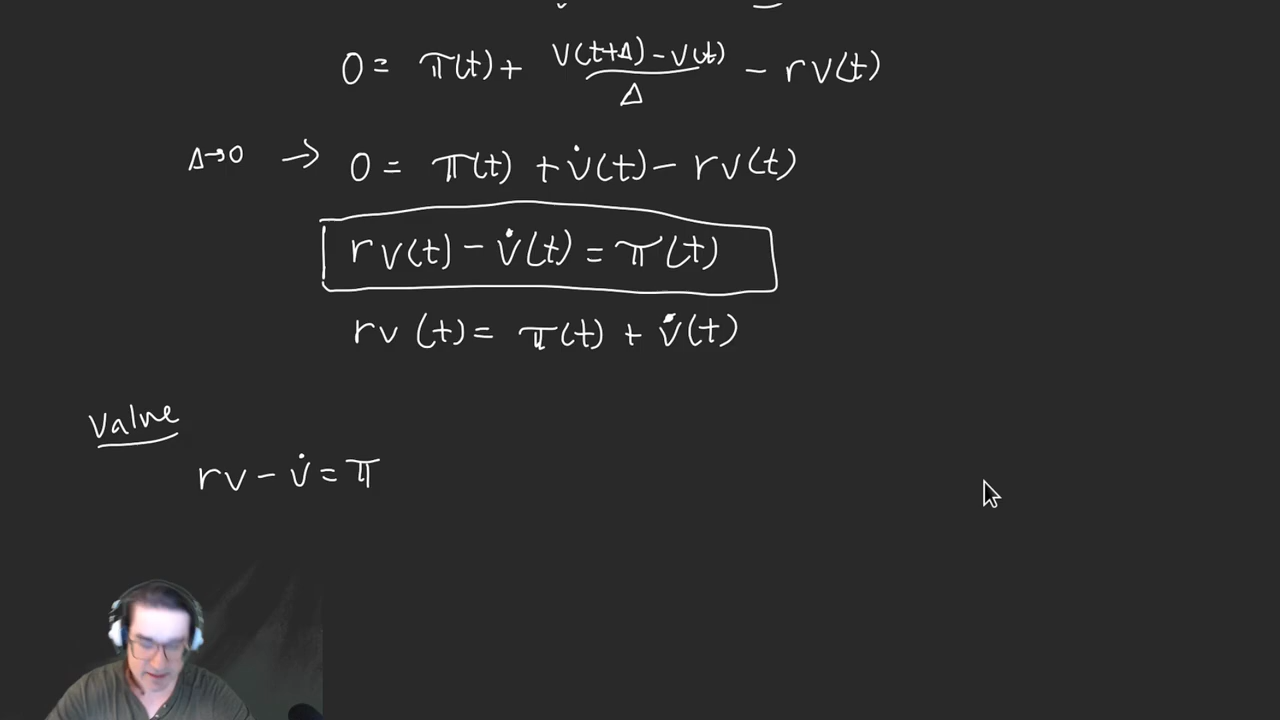 0 = π(t) + (V(t+Δ) - V(t))/Δ - rV(t)
Δ→0 → 0 = π(t) + v̇(t) - rv(t)
rv(t) - v̇(t) = π(t)
rv(t) = π(t) + v̇(t)
Value
rv - v̇ = π